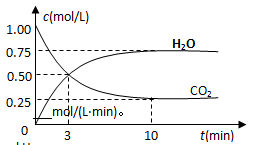 c(mol/L)
1.00
H₂O
0.75
0.50
0.25
CO₂
mol/(L·min)。
0
3
10
t(min)